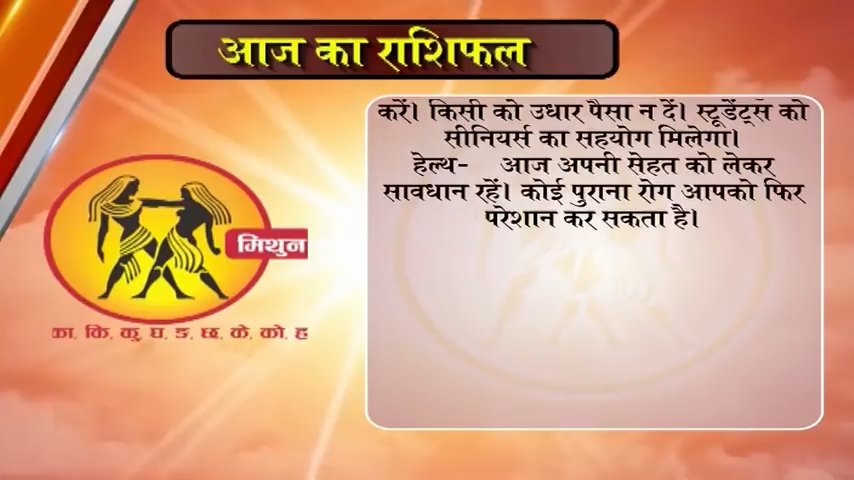 आज का राशिफल
करें। किसी को उधार पैसा न दें। स्टूडेंट्स को
सीनियर्स का सहयोग मिलेगा।
हेल्थ- आज अपनी सेहत को लेकर
सावधान रहें। कोई पुराना रोग आपको फिर
परेशान कर सकता है।
मिथुन
का, कि, कु, घ, ङ, छ, के, को, ह